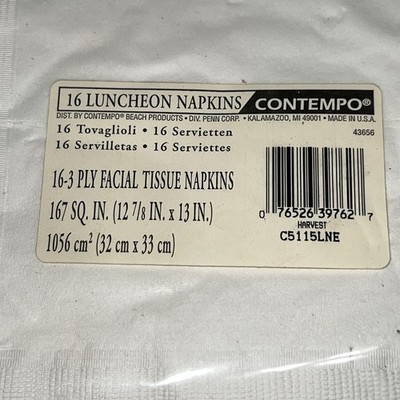 16 LUNCHEON NAPKINS CONTEMPO®
DIST. BY CONTEMPO® BEACH PRODUCTS • DIV. PENN CORP. • KALAMAZOO, MI 49001 • MADE IN U.S.A.
16 Tovaglioli • 16 Servietten 43656
16 Servilletas • 16 Serviettes
16-3 PLY FACIAL TISSUE NAPKINS
167 SQ. IN. (12 7/8 IN. x 13 IN.)
1056 cm² (32 cm x 33 cm)
0 76526 39762 7
HARVEST
C5115LNE